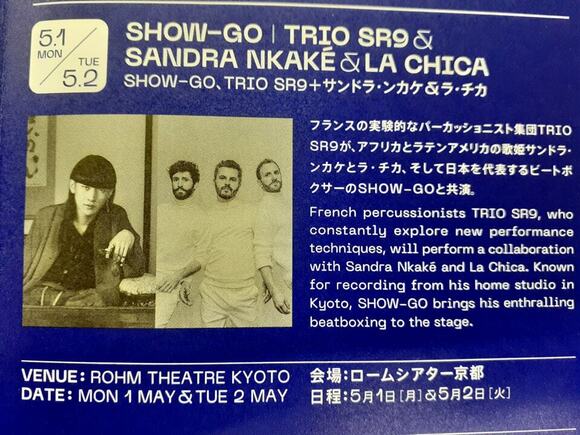 5.1
MON
TUE
5.2
SHOW-GO | TRIO SR9 &
SANDRA NKAKÉ & LA CHICA
SHOW-GO、TRIO SR9+サンドラ・ンカケ&ラ・チカ
フランスの実験的なパーカッショニスト集団TRIO
SR9が、アフリカとラテンアメリカの歌姫サンドラ・
ンカケとラ・チカ、そして日本を代表するビートボ
クサーのSHOW-GOと共演。
French percussionists TRIO SR9, who
constantly explore new performance
techniques, will perform a collaboration
with Sandra Nkaké and La Chica. Known
for recording from his home studio in
Kyoto, SHOW-GO brings his enthralling
beatboxing to the stage.
VENUE: ROHM THEATRE KYOTO
DATE: MON 1 MAY & TUE 2 MAY
会場:ロームシアター京都
日程:5月1日[月]&5月2日[火]